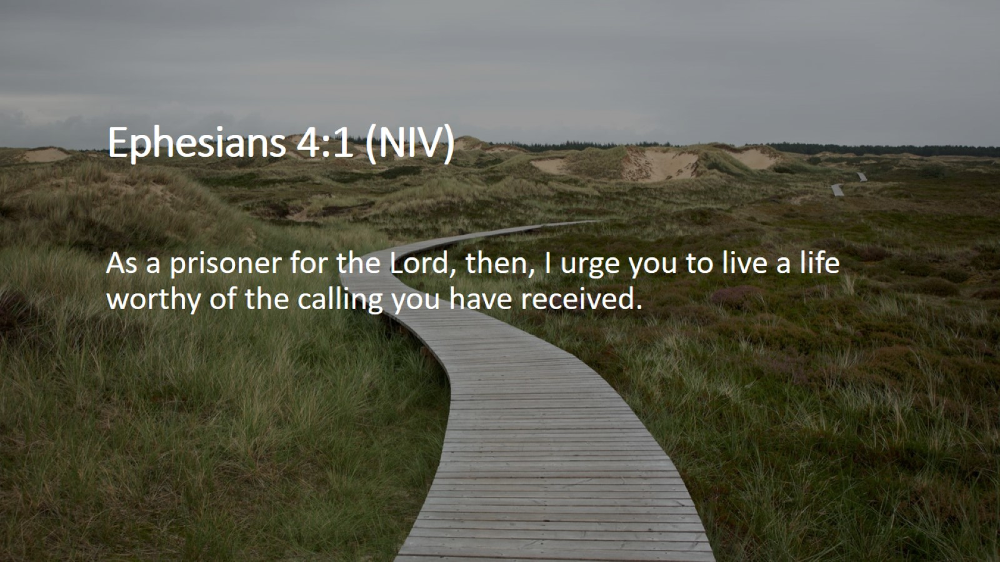 Ephesians 4:1 (NIV)
As a prisoner for the Lord, then, I urge you to live a life
worthy of the calling you have received.